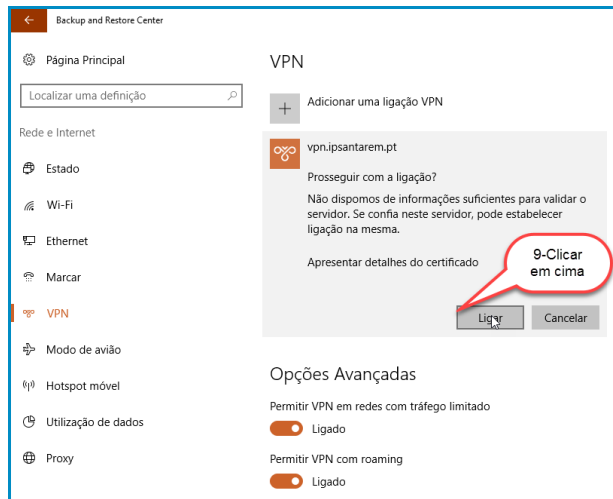 Backup and Restore Center
Página Principal
Localizar uma definição
Rede e Internet
Estado
Wi-Fi
Ethernet
Marcar
VPN
Modo de avião
Hotspot móvel
Utilização de dados
Proxy
VPN
Adicionar uma ligação VPN
vpn.ipsantarem.pt
Prosseguir com a ligação?
Não dispomos de informações suficientes para validar o
servidor. Se confia neste servidor, pode estabelecer
ligação na mesma.
Apresentar detalhes do certificado
9-Clicar
em cima
Ligar
Cancelar
Opções Avançadas
Permitir VPN em redes com tráfego limitado
Ligado
Permitir VPN com roaming
Ligado